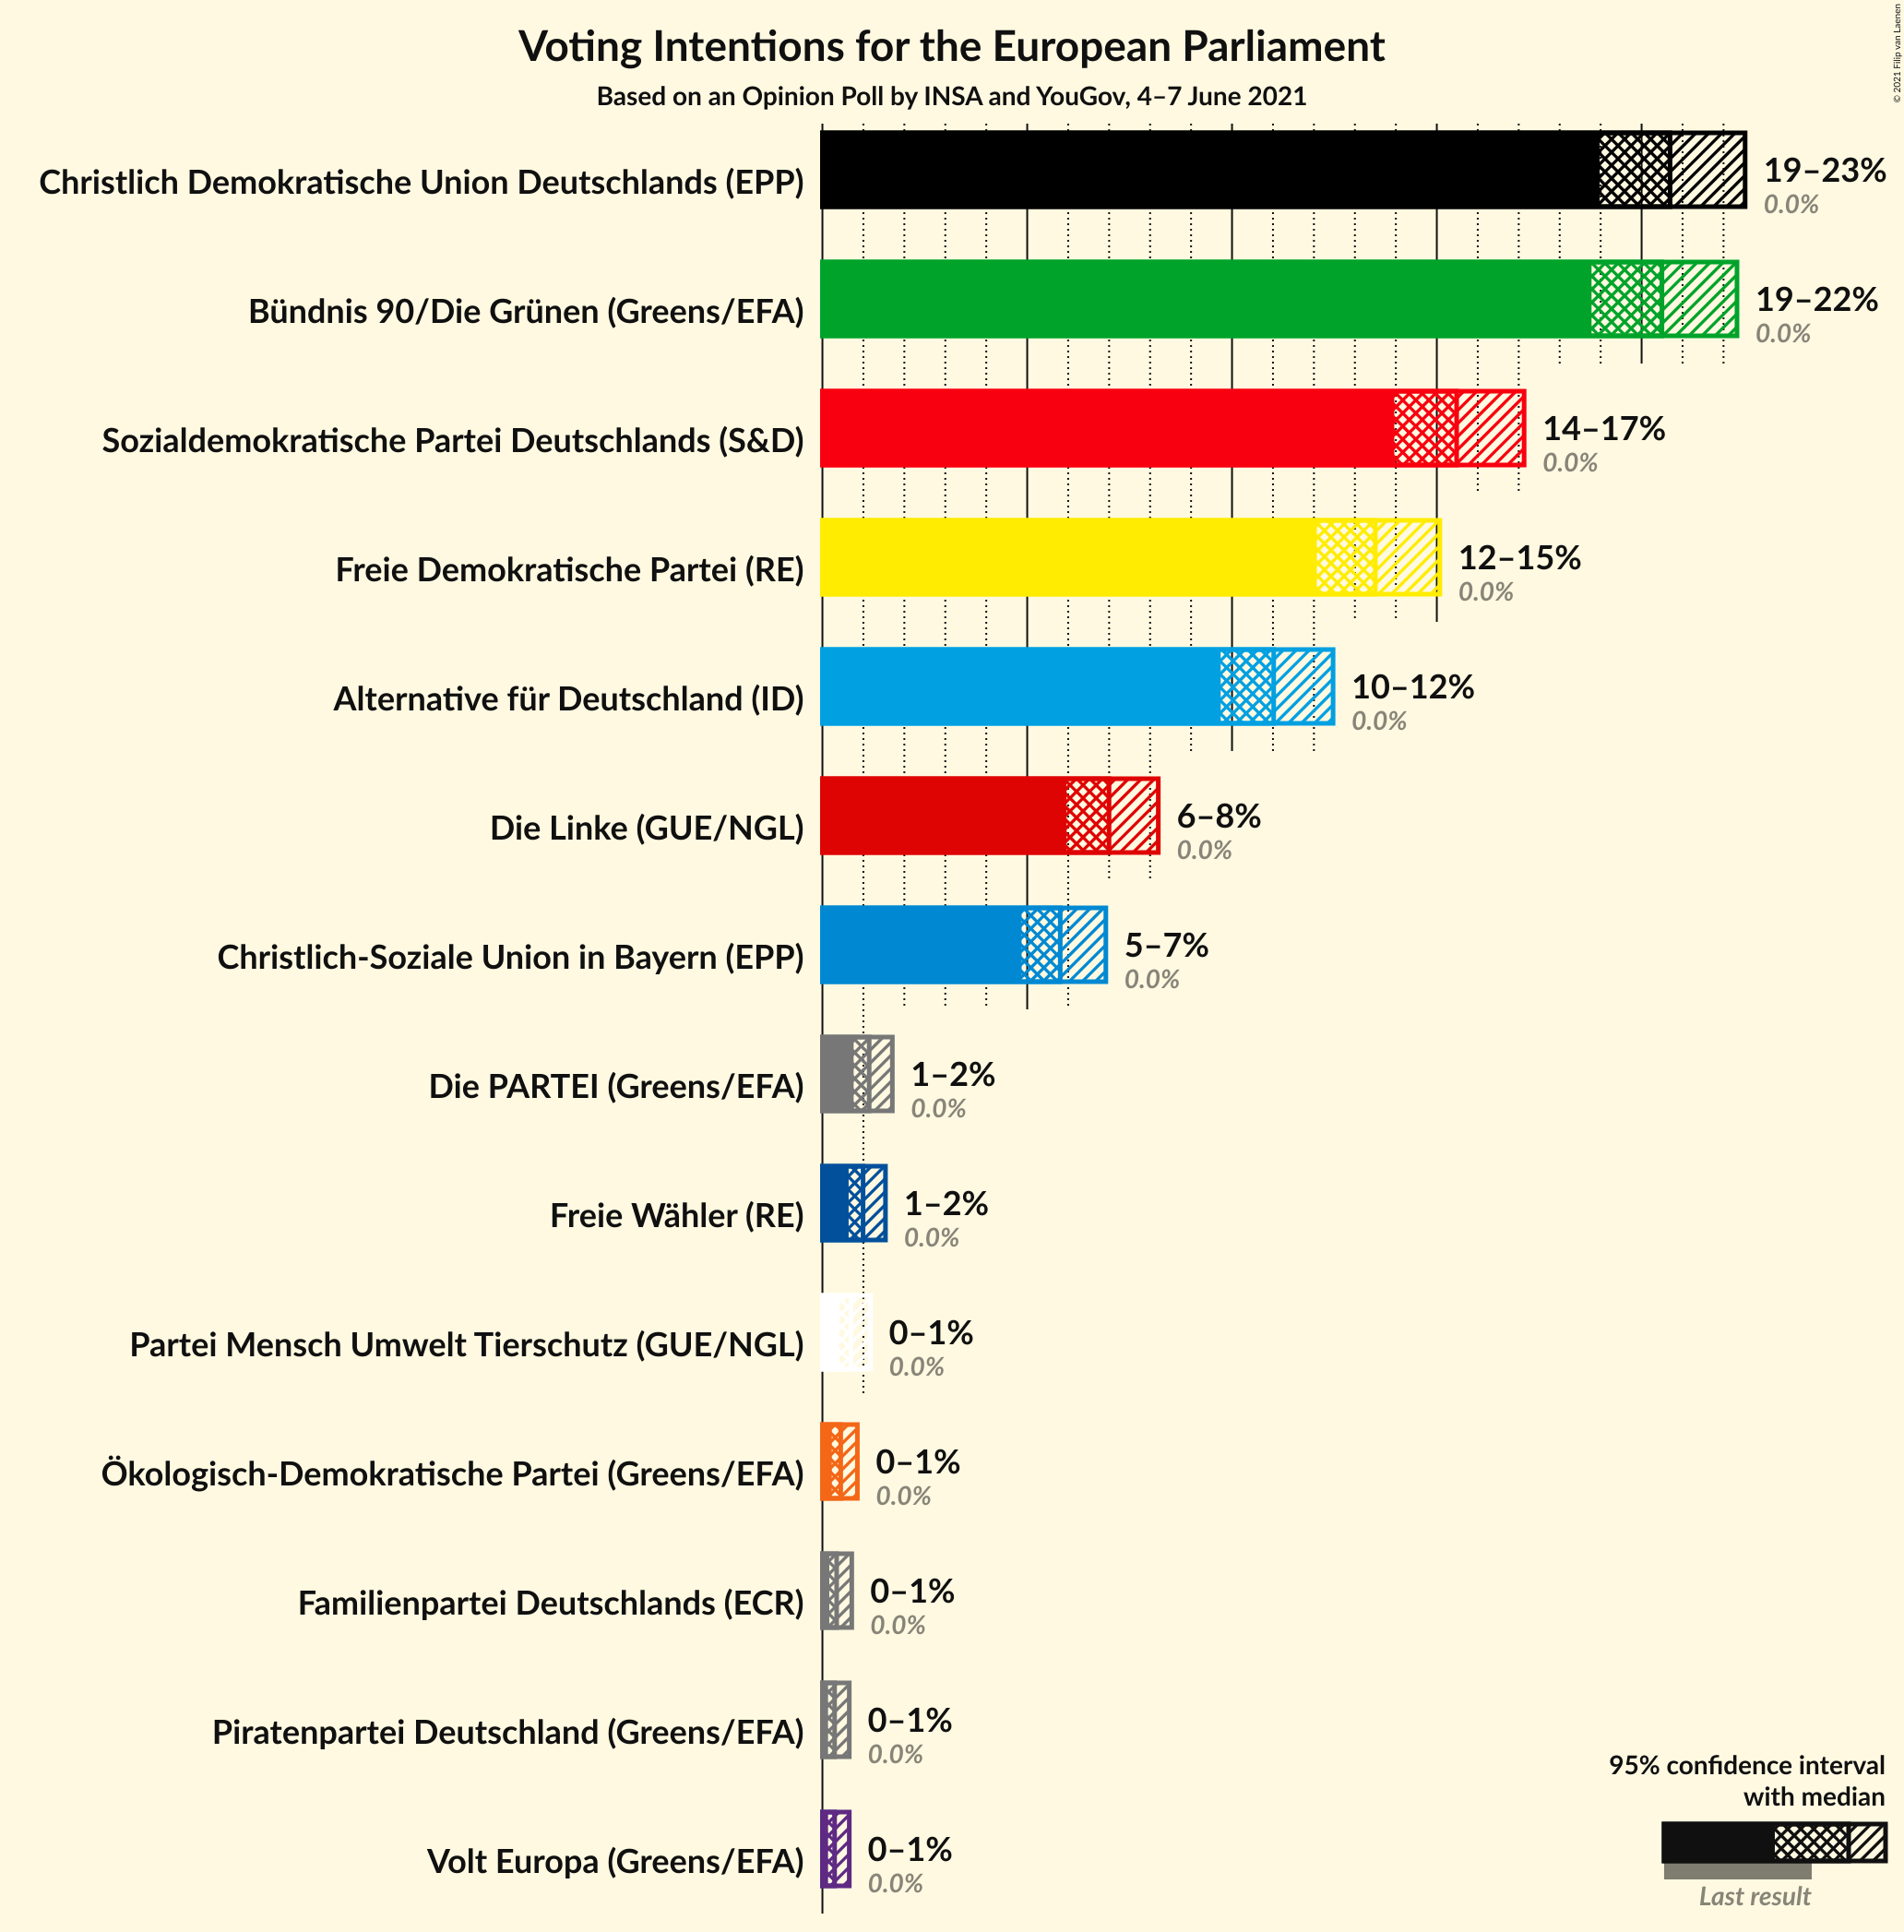 Voting Intentions for the European Parliament
Based on an Opinion Poll by INSA and YouGov, 4–7 June 2021
© 2021 Filip van Laenen
Christlich Demokratische Union Deutschlands (EPP)
19–23%
0.0%
Bündnis 90/Die Grünen (Greens/EFA)
19–22%
0.0%
Sozialdemokratische Partei Deutschlands (S&D)
14–17%
0.0%
Freie Demokratische Partei (RE)
12–15%
0.0%
Alternative für Deutschland (ID)
10–12%
0.0%
Die Linke (GUE/NGL)
6–8%
0.0%
Christlich-Soziale Union in Bayern (EPP)
5–7%
0.0%
Die PARTEI (Greens/EFA)
1–2%
0.0%
Freie Wähler (RE)
1–2%
0.0%
Partei Mensch Umwelt Tierschutz (GUE/NGL)
0–1%
0.0%
Ökologisch-Demokratische Partei (Greens/EFA)
0–1%
0.0%
Familienpartei Deutschlands (ECR)
0–1%
0.0%
Piratenpartei Deutschland (Greens/EFA)
0–1%
0.0%
Volt Europa (Greens/EFA)
0–1%
0.0%
95% confidence interval
with median
Last result